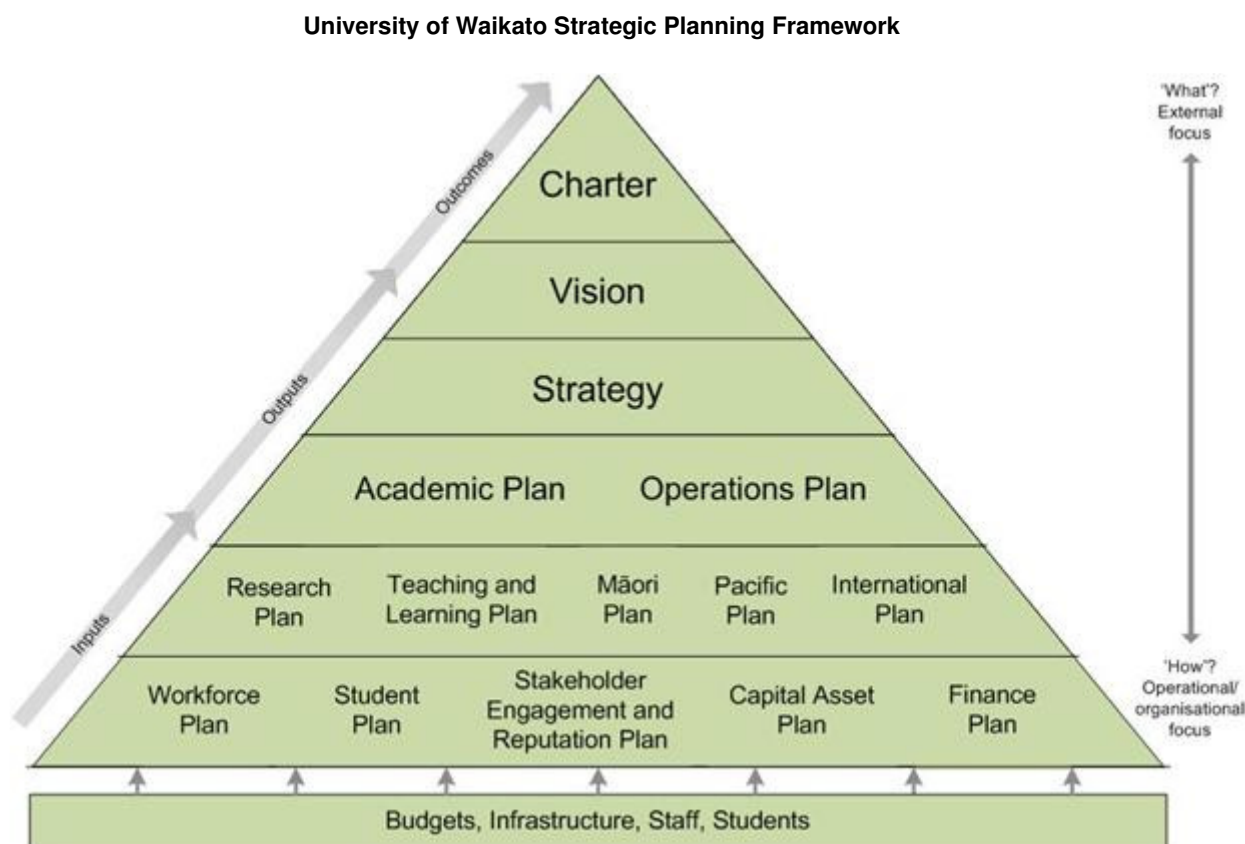 University of Waikato Strategic Planning Framework
'What'?
External
focus
Outcomes
Charter
Vision
Outputs
Strategy
Academic Plan
Operations Plan
Inputs
Research
Plan
Teaching and
Learning Plan
Māori
Plan
Pacific
Plan
International
Plan
'How'?
Operational/
organisational
focus
Workforce
Plan
Student
Plan
Stakeholder
Engagement and
Reputation Plan
Capital Asset
Plan
Finance
Plan
Budgets, Infrastructure, Staff, Students